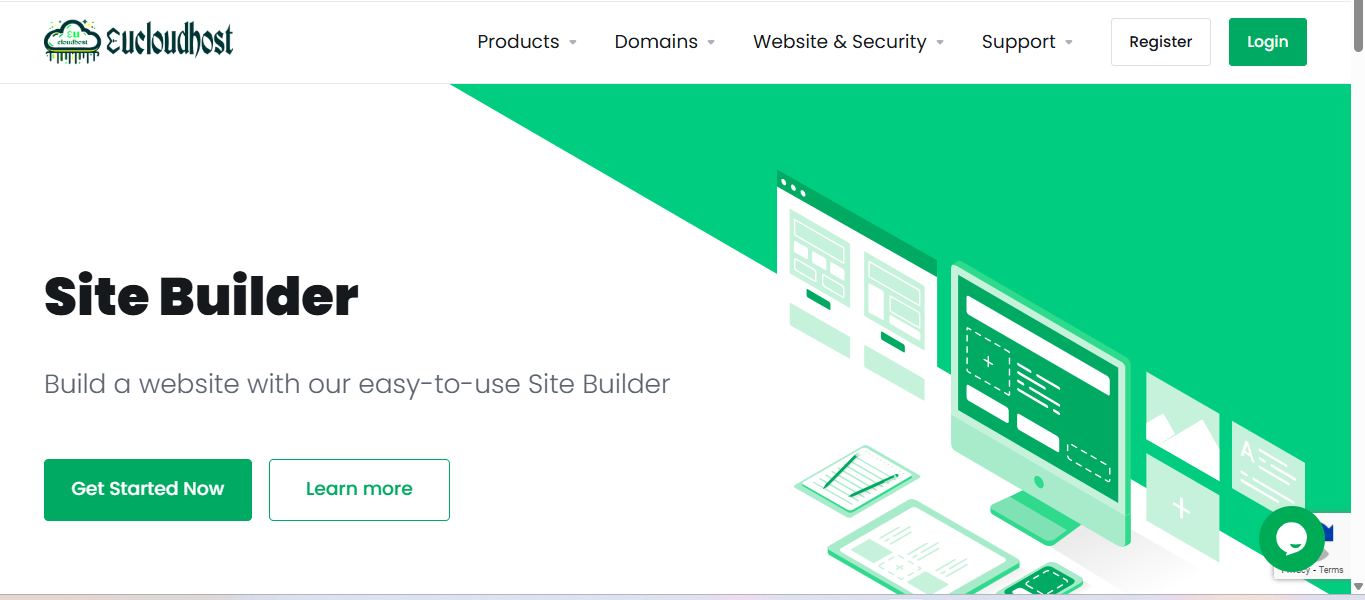 eu
cloudhost
Eucloudhost
Products
Domains
Website & Security
Support
Register
Login
Site Builder
Build a website with our easy-to-use Site Builder
Get Started Now
Learn more
A
- Terms